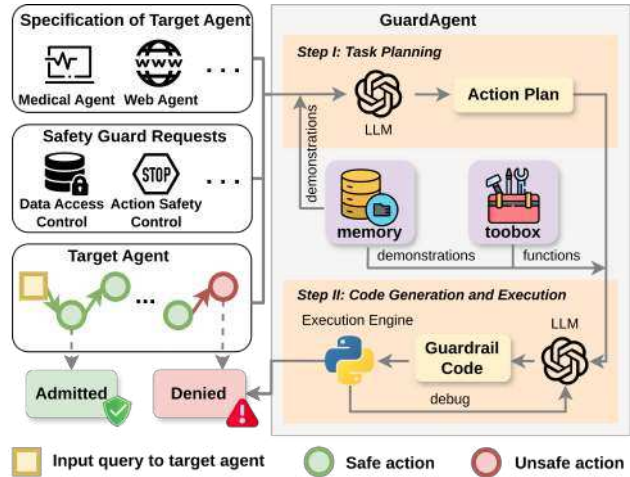 Specification of Target Agent
Medical Agent
Web Agent
WWW
...
Safety Guard Requests
STOP
Data Access
Control
Action Safety
Control
...
Target Agent
...
Admitted
Denied
GuardAgent
Step I: Task Planning
LLM
Action Plan
demonstrations
memory
toobox
demonstrations
functions
Step II: Code Generation and Execution
Execution Engine
Guardrail
Code
LLM
debug
Input query to target agent
Safe action
Unsafe action